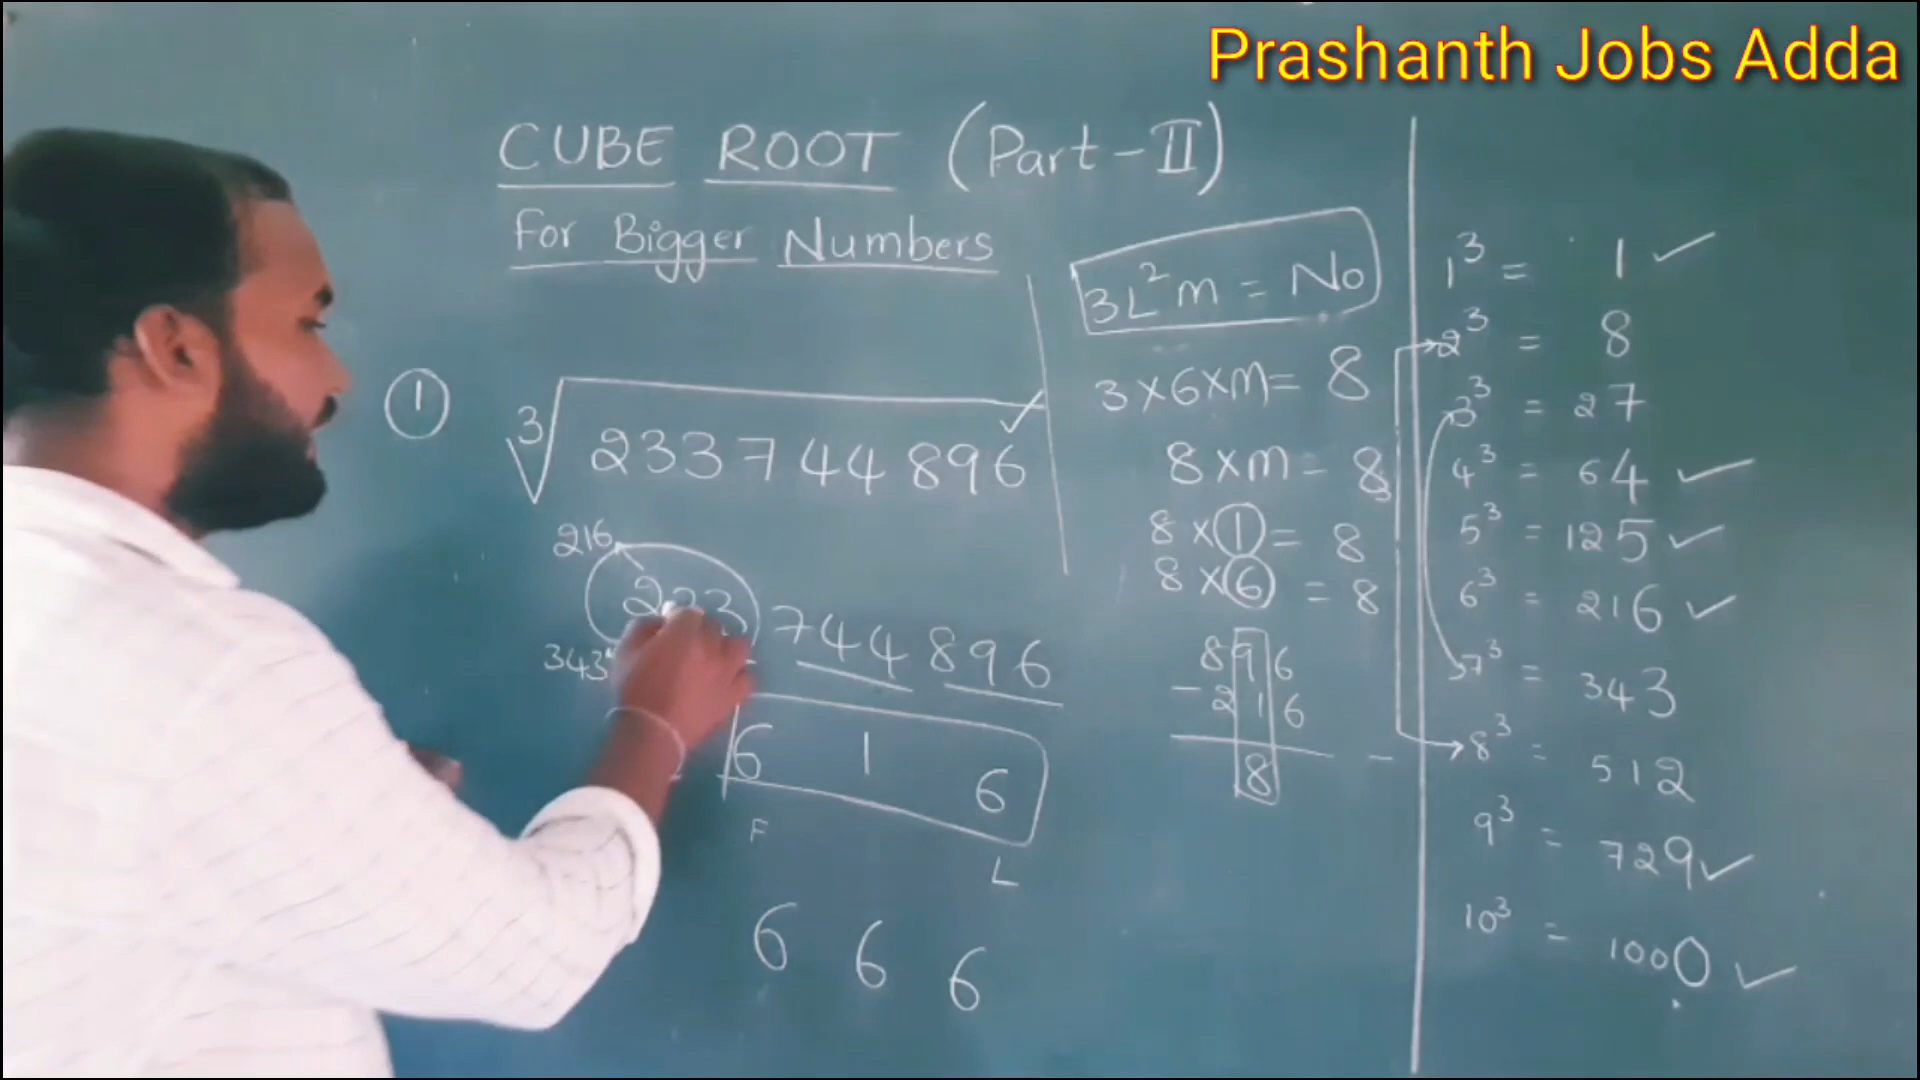 Prashanth Jobs Adda
CUBE ROOT (Part-II)
For Bigger Numbers
① ³√233744896 ✓
216
233 744 896
343
6 1 6
F L
6 6 6
3L²m = No
3×6×m= 8
8×m= 8
8×①= 8
8×⑥ = 8
896
- 216
8
1³ = 1 ✓
2³ = 8
3³ = 27
4³ = 64 ✓
5³ = 125 ✓
6³ = 216 ✓
7³ = 343
8³ = 512
9³ = 729 ✓
10³ = 1000 ✓